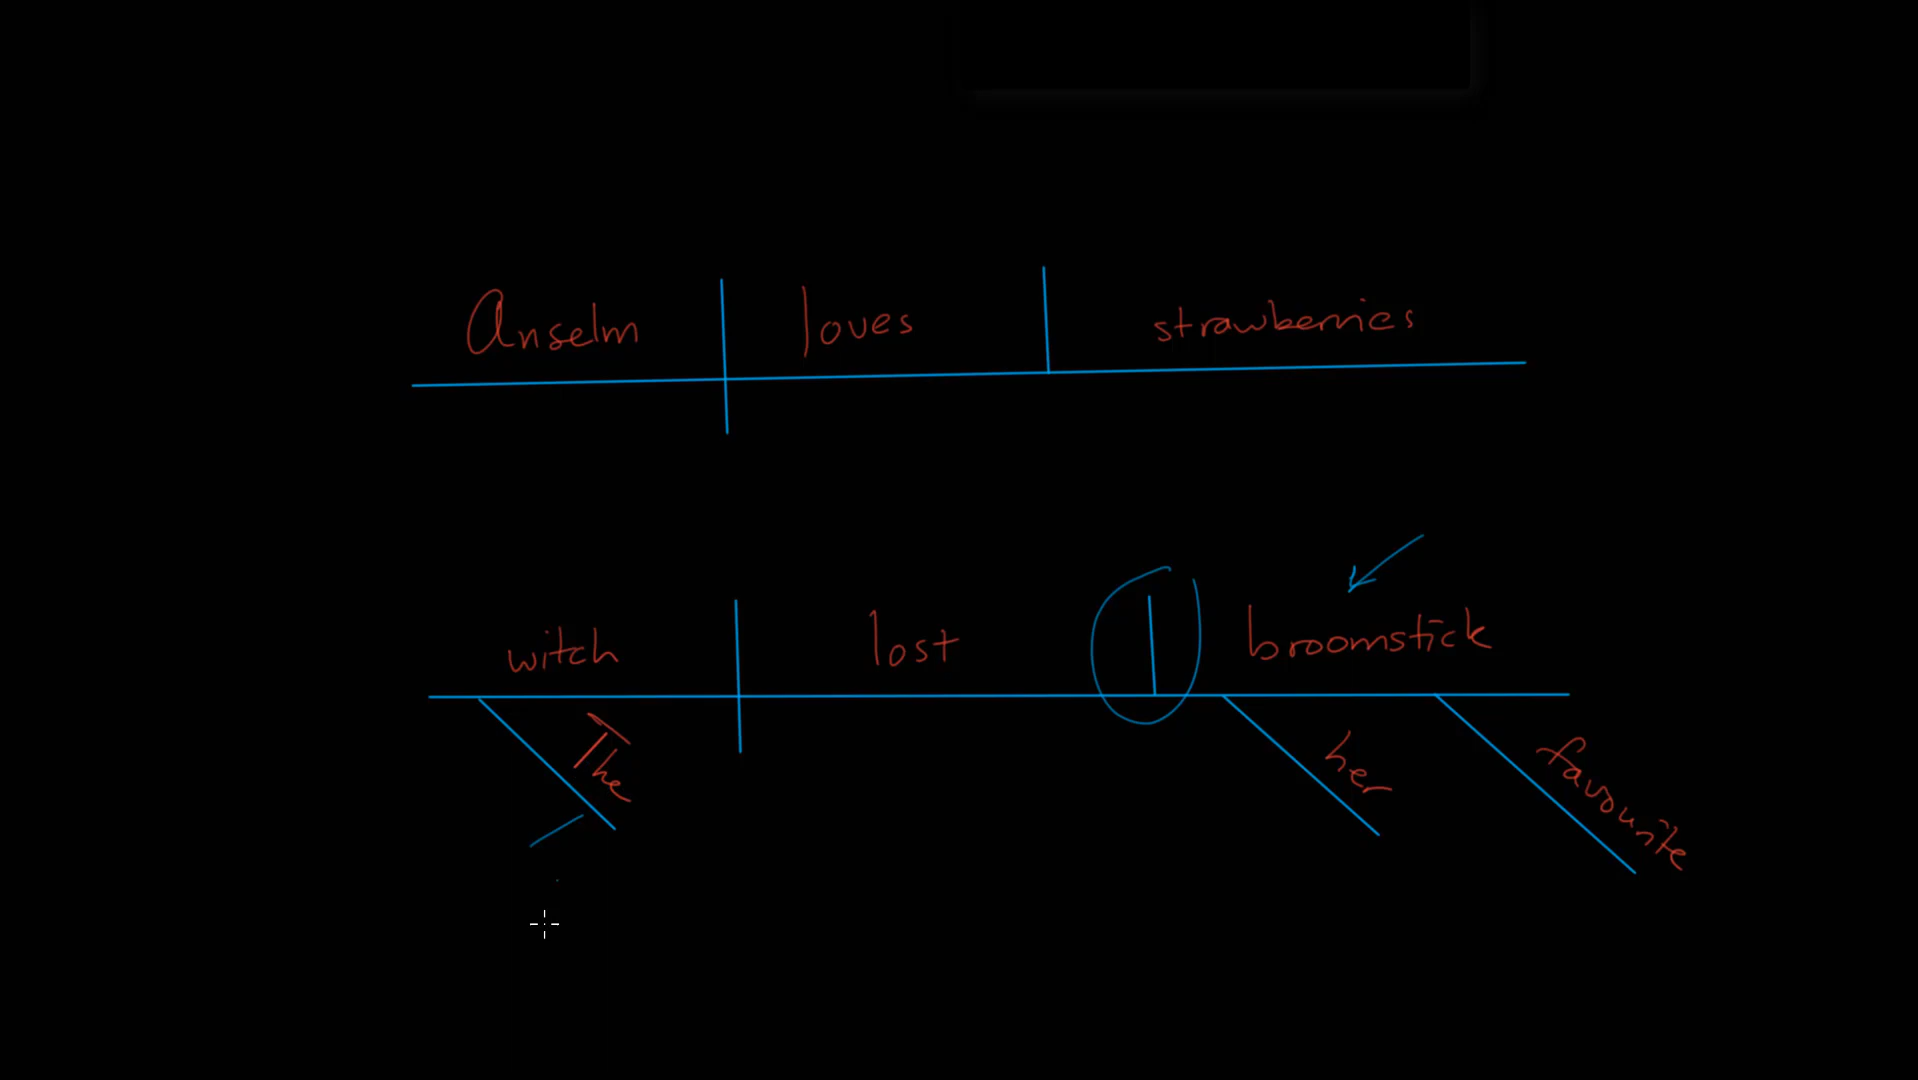 Anselm loves strawberries
witch lost broomstick
The her favourite